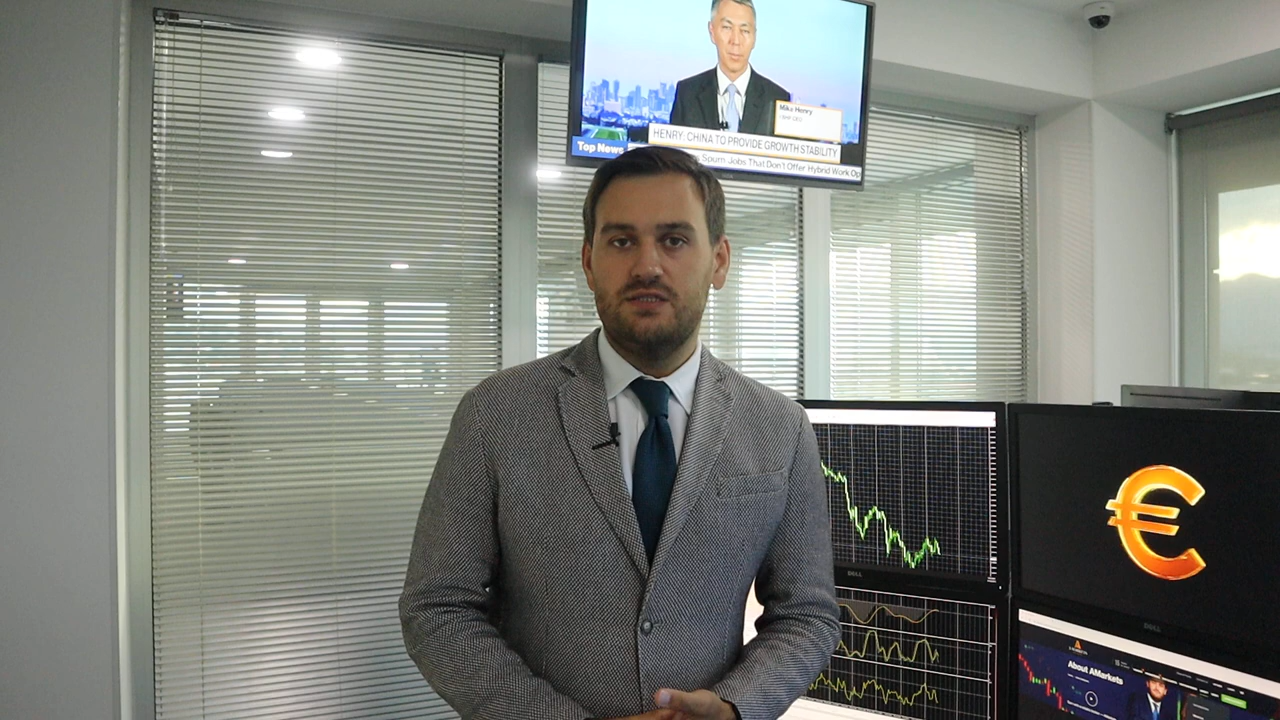 Mike Henry
HENRY: CHINA TO PROVIDE GROWTH STABILITY
Top News
Spurn Jobs That Don't Offer Hybrid Work Op
DELL
DELL
€
About AMarkets